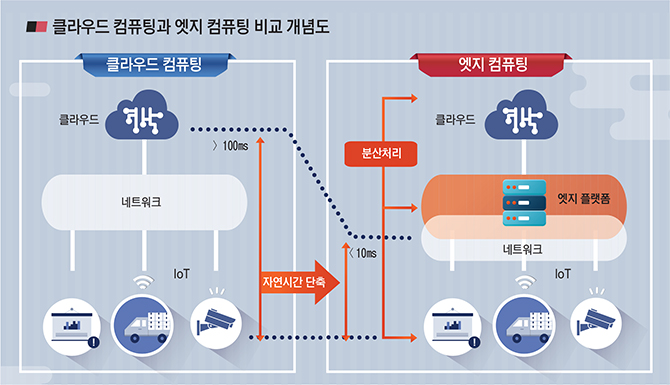 클라우드 컴퓨팅과 엣지 컴퓨팅 비교 개념도
클라우드 컴퓨팅
클라우드
> 100ms
네트워크
IoT
자연시간 단축
< 10ms
엣지 컴퓨팅
클라우드
분산처리
엣지 플랫폼
네트워크
IoT